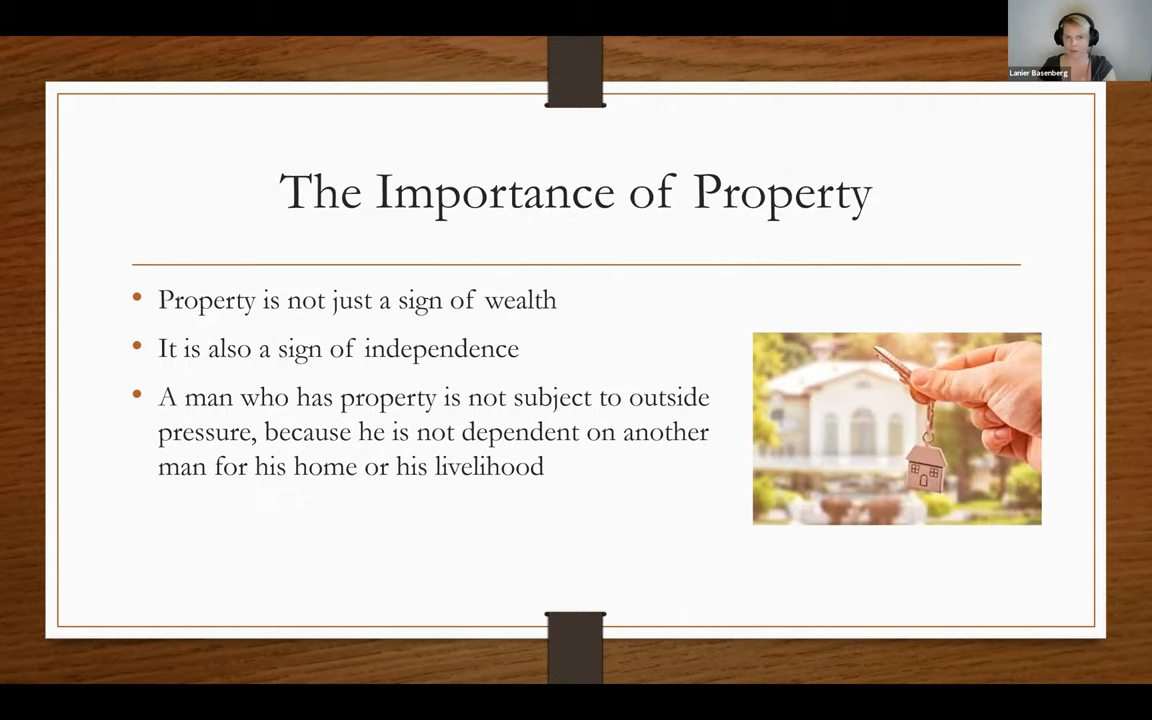 Lanier Basenberg
The Importance of Property
• Property is not just a sign of wealth
• It is also a sign of independence
• A man who has property is not subject to outside
pressure, because he is not dependent on another
man for his home or his livelihood